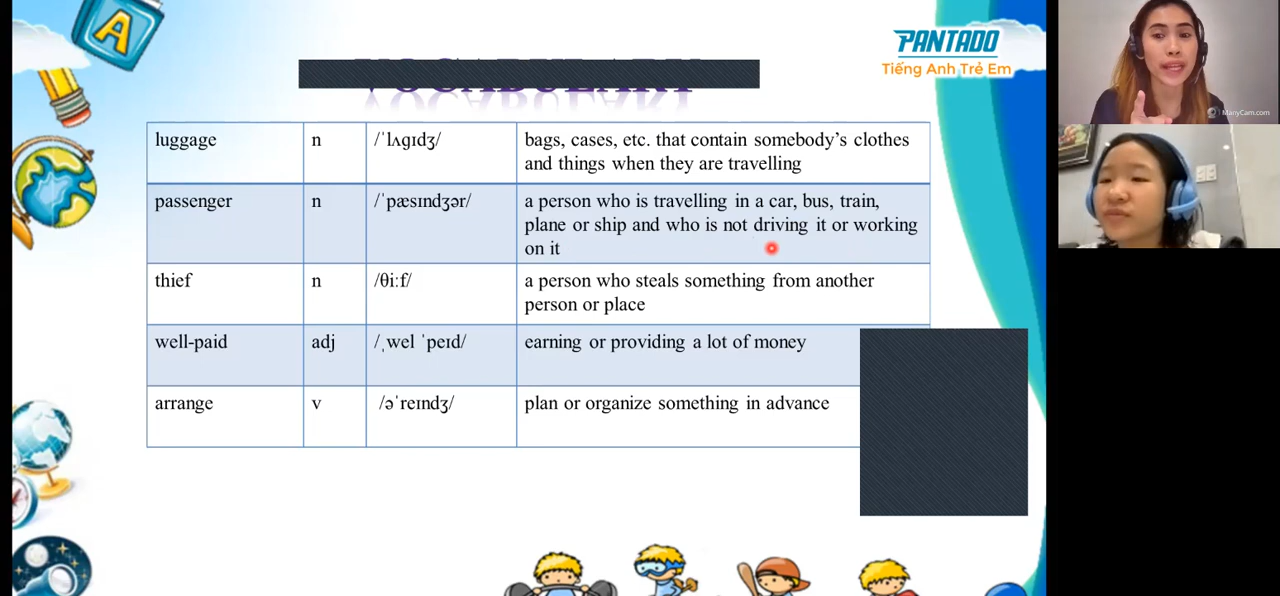 A
PANTADO
Tiếng Anh Trẻ Em
luggage n /ˈlʌɡɪdʒ/ bags, cases, etc. that contain somebody’s clothes
and things when they are travelling
passenger n /ˈpæsɪndʒər/ a person who is travelling in a car, bus, train,
plane or ship and who is not driving it or working
on it
thief n /θiːf/ a person who steals something from another
person or place
well-paid adj /ˌwel ˈpeɪd/ earning or providing a lot of money
arrange v /əˈreɪndʒ/ plan or organize something in advance
ManyCam.com